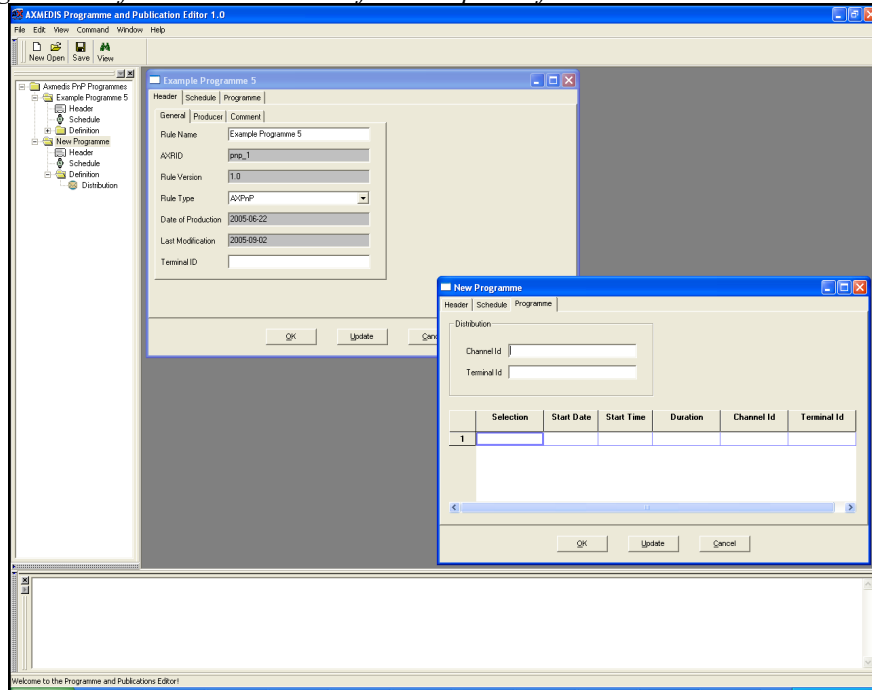 AXMEDIS Programme and Publication Editor 1.0
File Edit View Command Window Help
New Open Save View
Axmedis PnP Programmes
Example Programme 5
Header
Schedule
Definition
New Programme
Header
Schedule
Definition
Distribution
Example Programme 5
Header Schedule Programme
General Producer Comment
Rule Name Example Programme 5
AXRID pnp_1
Rule Version 1.0
Rule Type AXPnP
Date of Production 2005-06-22
Last Modification 2005-09-02
Terminal ID
OK Update Can
New Programme
Header Schedule Programme
Distribution
Channel Id
Terminal Id
Selection Start Date Start Time Duration Channel Id Terminal Id
1
OK Update Cancel
Welcome to the Programme and Publications Editor!